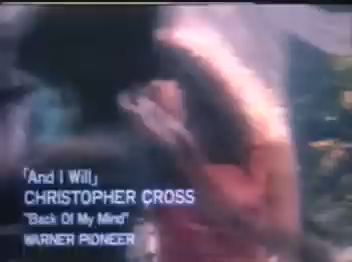 「And I Will」
CHRISTOPHER CROSS
"Back Of My Mind"
WARNER PIONEER